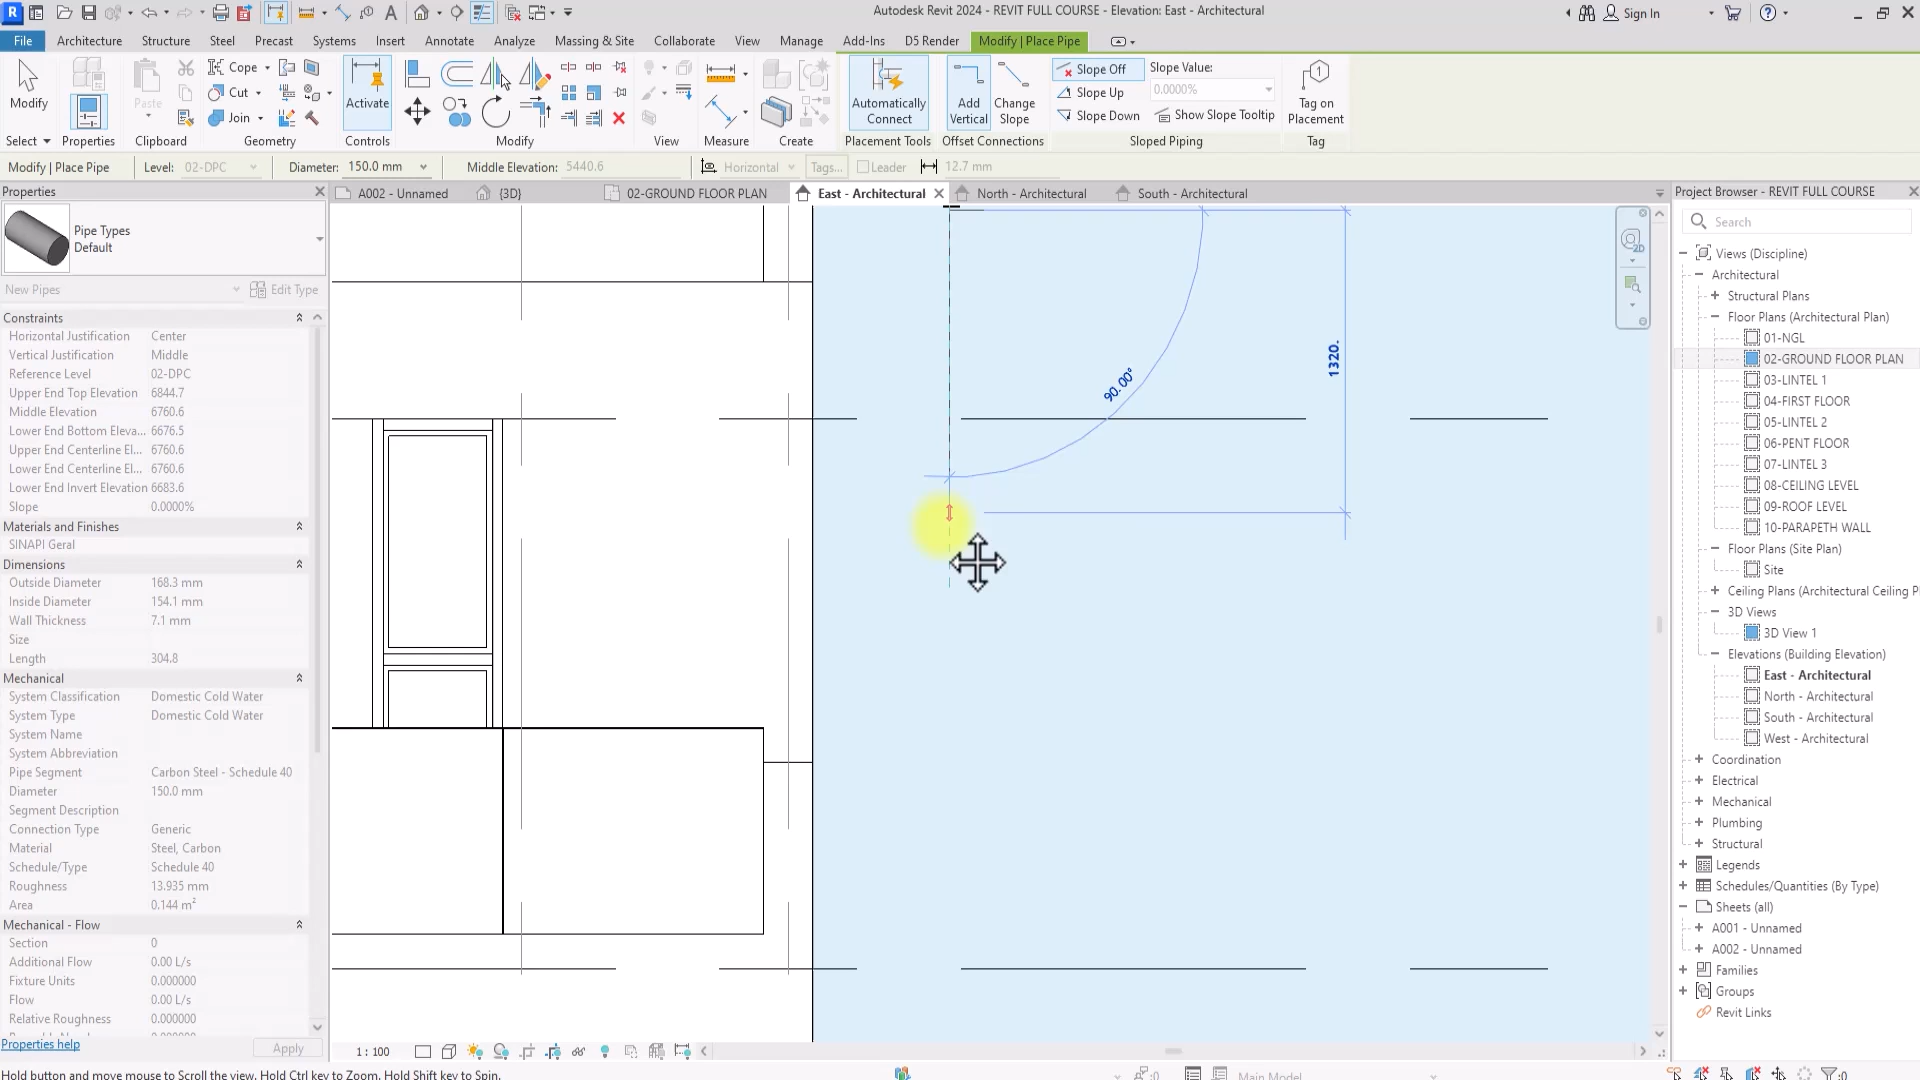 Autodesk Revit 2024 - REVIT FULL COURSE - Elevation: East - Architectural
Sign In
File Architecture Structure Steel Precast Systems Insert Annotate Analyze Massing & Site Collaborate View Manage Add-Ins D5 Render Modify | Place Pipe
Modify
Paste
Cope
Cut
Join
Activate
Automatically Connect
Add Vertical
Change Slope
Slope Off
Slope Up
Slope Down
Slope Value:
0.0000%
Show Slope Tooltip
Tag on Placement
Select Properties Clipboard Geometry Controls Modify View Measure Create Placement Tools Offset Connections Sloped Piping Tag
Modify | Place Pipe Level: 02-DPC Diameter: 150.0 mm Middle Elevation: 5440.6 Horizontal Tags... Leader 12.7 mm
Properties
A002 - Unnamed {3D} 02-GROUND FLOOR PLAN East - Architectural North - Architectural South - Architectural
Pipe Types
Default
New Pipes Edit Type
Constraints
Horizontal Justification Center
Vertical Justification Middle
Reference Level 02-DPC
Upper End Top Elevation 6844.7
Middle Elevation 6760.6
Lower End Bottom Eleva... 6676.5
Upper End Centerline El... 6760.6
Lower End Centerline El... 6760.6
Lower End Invert Elevation 6683.6
Slope 0.0000%
Materials and Finishes
SINAPI Geral
Dimensions
Outside Diameter 168.3 mm
Inside Diameter 154.1 mm
Wall Thickness 7.1 mm
Size
Length 304.8
Mechanical
System Classification Domestic Cold Water
System Type Domestic Cold Water
System Name
System Abbreviation
Pipe Segment Carbon Steel - Schedule 40
Diameter 150.0 mm
Segment Description
Connection Type Generic
Material Steel, Carbon
Schedule/Type Schedule 40
Roughness 13.935 mm
Area 0.144 m²
Mechanical - Flow
Section 0
Additional Flow 0.00 L/s
Fixture Units 0.000000
Flow 0.00 L/s
Relative Roughness 0.000000
Properties help Apply
90.00°
1320.
2D
1 : 100
Project Browser - REVIT FULL COURSE
Search
Views (Discipline)
Architectural
Structural Plans
Floor Plans (Architectural Plan)
01-NGL
02-GROUND FLOOR PLAN
03-LINTEL 1
04-FIRST FLOOR
05-LINTEL 2
06-PENT FLOOR
07-LINTEL 3
08-CEILING LEVEL
09-ROOF LEVEL
10-PARAPETH WALL
Floor Plans (Site Plan)
Site
Ceiling Plans (Architectural Ceiling P
3D Views
3D View 1
Elevations (Building Elevation)
East - Architectural
North - Architectural
South - Architectural
West - Architectural
Coordination
Electrical
Mechanical
Plumbing
Structural
Legends
Schedules/Quantities (By Type)
Sheets (all)
A001 - Unnamed
A002 - Unnamed
Families
Groups
Revit Links
Hold button and move mouse to Scroll the view. Hold Ctrl key to Zoom. Hold Shift key to Spin.
:0 Main Model :0